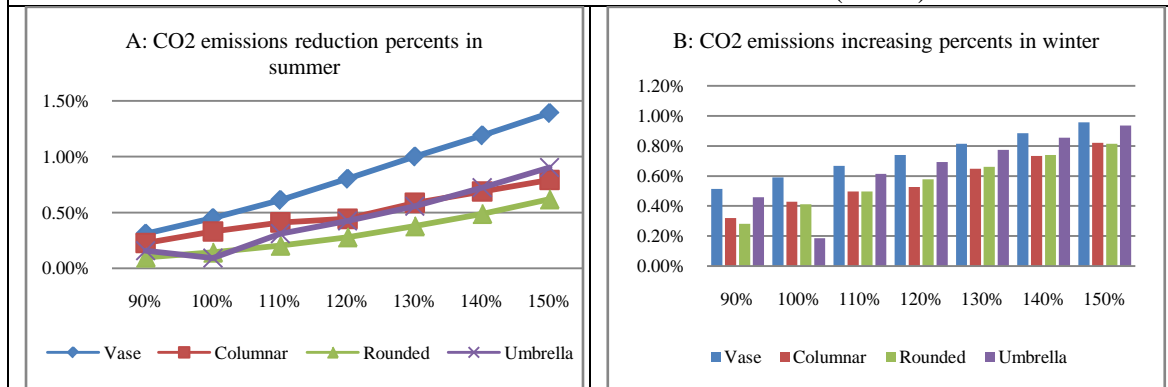 A: CO2 emissions reduction percents in
summer
1.50%
1.00%
0.50%
0.00%
90% 100% 110% 120% 130% 140% 150%
Vase Columnar Rounded Umbrella
B: CO2 emissions increasing percents in winter
1.20%
1.00%
0.80%
0.60%
0.40%
0.20%
0.00%
90% 100% 110% 120% 130% 140% 150%
Vase Columnar Rounded Umbrella